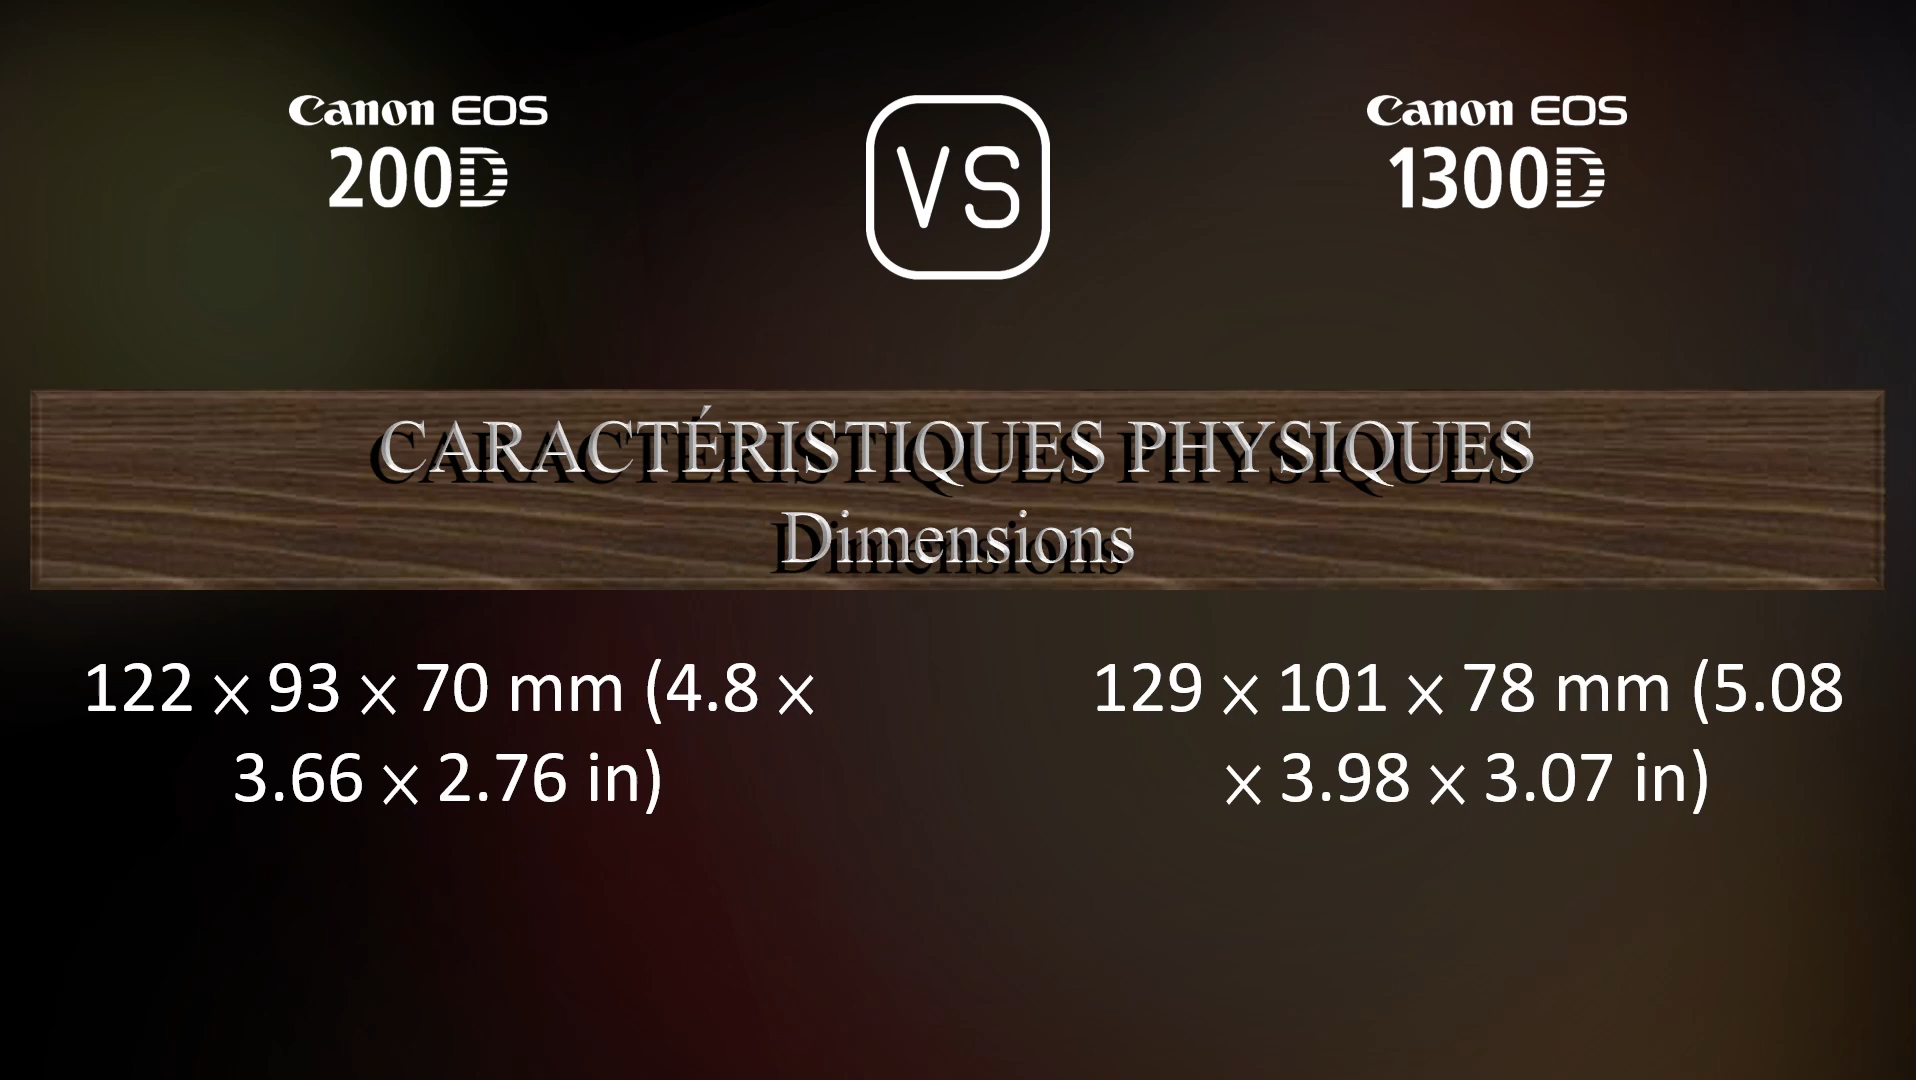 Canon EOS
200D
VS
Canon EOS
1300D
CARACTÉRISTIQUES PHYSIQUES
Dimensions
122 x 93 x 70 mm (4.8 x
3.66 x 2.76 in)
129 x 101 x 78 mm (5.08
x 3.98 x 3.07 in)